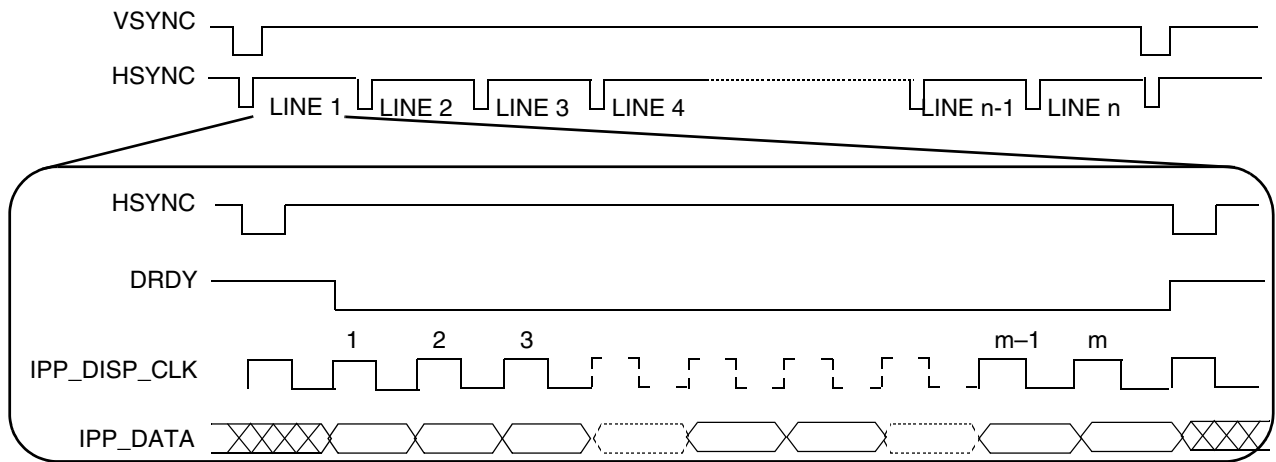 VSYNC
HSYNC
LINE 1 LINE 2 LINE 3 LINE 4 LINE n-1 LINE n
HSYNC
DRDY
1 2 3 m–1 m
IPP_DISP_CLK
IPP_DATA